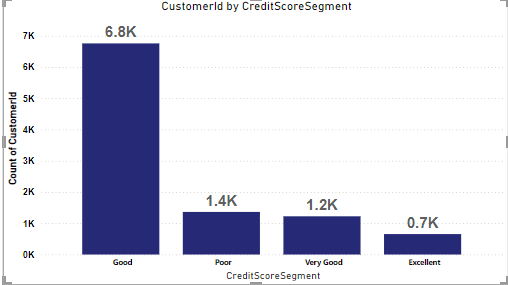 CustomerId by CreditScoreSegment
Count of CustomerId
7K
6K
5K
4K
3K
2K
1K
0K
6.8K
1.4K
1.2K
0.7K
Good
Poor
Very Good
Excellent
CreditScoreSegment